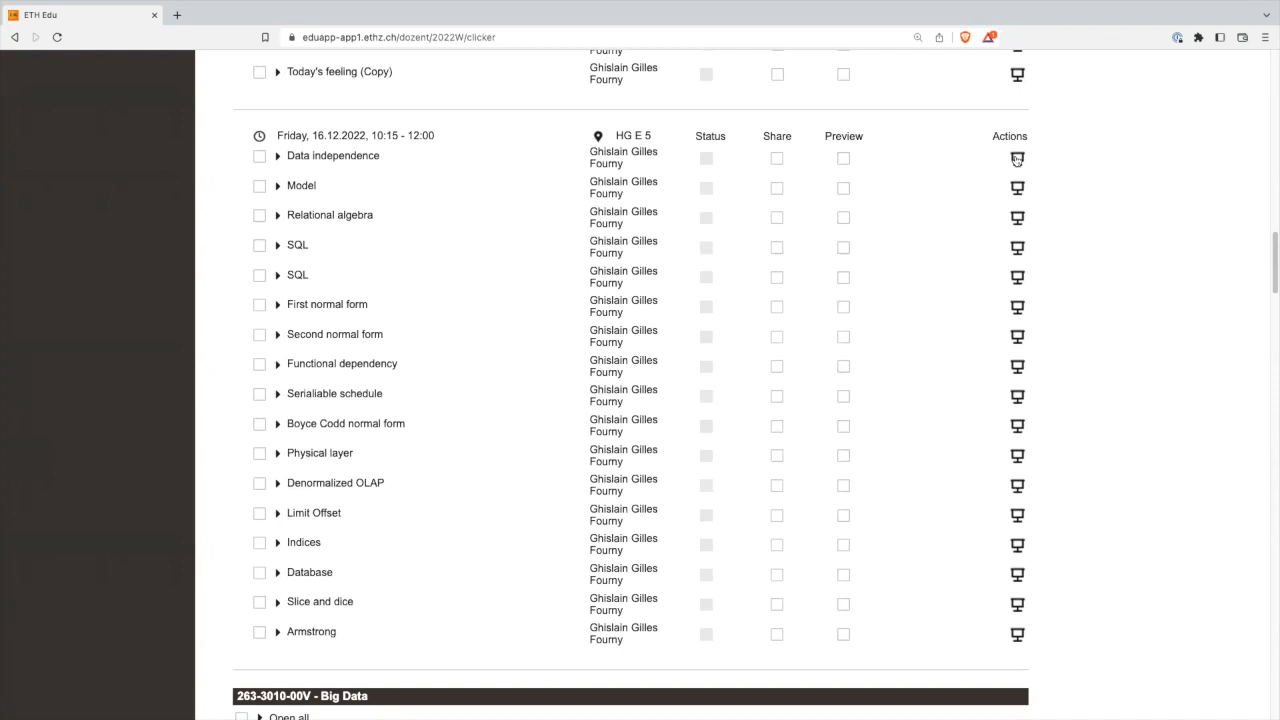 ETH Edu
eduapp-app1.ethz.ch/dozent/2022W/clicker
Fourny
Today's feeling (Copy) Ghislain Gilles Fourny
Friday, 16.12.2022, 10:15 - 12:00 HG E 5 Status Share Preview Actions
Data independence Ghislain Gilles Fourny
Model Ghislain Gilles Fourny
Relational algebra Ghislain Gilles Fourny
SQL Ghislain Gilles Fourny
SQL Ghislain Gilles Fourny
First normal form Ghislain Gilles Fourny
Second normal form Ghislain Gilles Fourny
Functional dependency Ghislain Gilles Fourny
Serialiable schedule Ghislain Gilles Fourny
Boyce Codd normal form Ghislain Gilles Fourny
Physical layer Ghislain Gilles Fourny
Denormalized OLAP Ghislain Gilles Fourny
Limit Offset Ghislain Gilles Fourny
Indices Ghislain Gilles Fourny
Database Ghislain Gilles Fourny
Slice and dice Ghislain Gilles Fourny
Armstrong Ghislain Gilles Fourny
263-3010-00V - Big Data
Open all